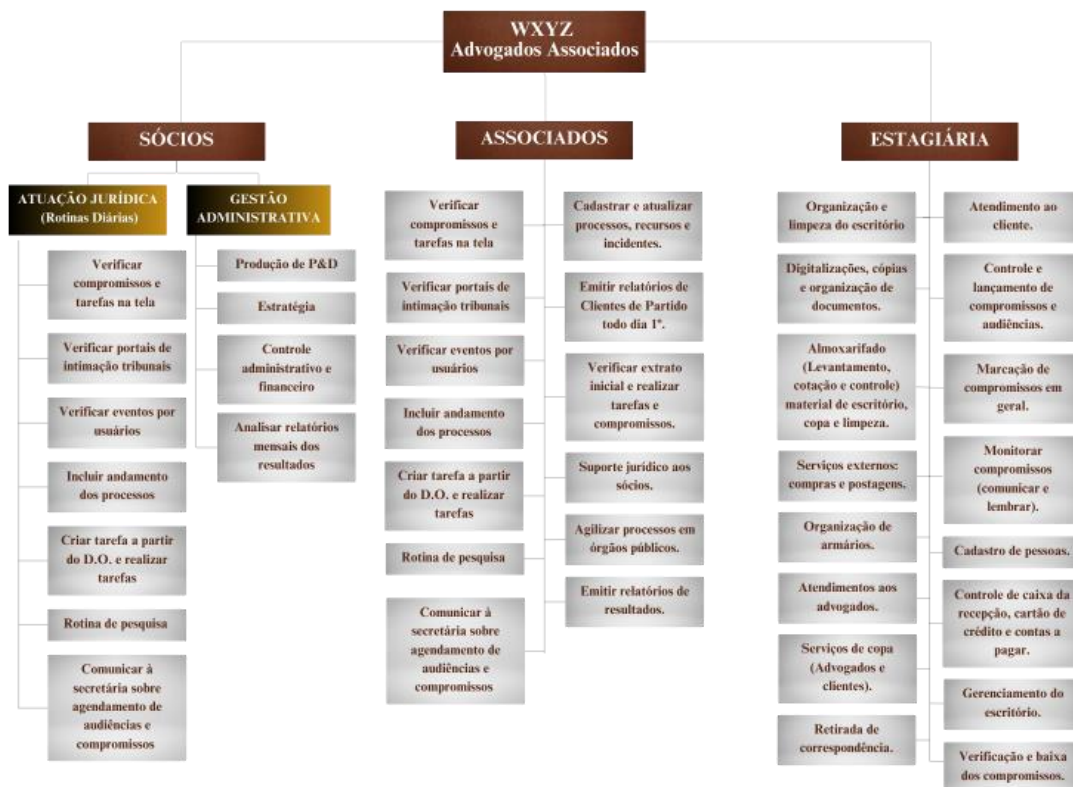 WXYZ
Advogados Associados
SÓCIOS
ATUAÇÃO JURÍDICA
(Rotinas Diárias)
Verificar
compromissos e
tarefas na tela
Verificar portais de
intimação tribunais
Verificar eventos por
usuários
Incluir andamento
dos processos
Criar tarefa a partir
do D.O. e realizar
tarefas
Rotina de pesquisa
Comunicar à
secretária sobre
agendamento de
audiências e
compromissos
GESTÃO
ADMINISTRATIVA
Produção de P&D
Estratégia
Controle
administrativo e
financeiro
Analisar relatórios
mensais dos
resultados
ASSOCIADOS
Verificar
compromissos e
tarefas na tela
Verificar portais de
intimação tribunais
Verificar eventos por
usuários
Incluir andamento
dos processos
Criar tarefa a partir
do D.O. e realizar
tarefas
Rotina de pesquisa
Comunicar à
secretária sobre
agendamento de
audiências e
compromissos
Cadastrar e atualizar
processos, recursos e
incidentes.
Emitir relatórios de
Clientes de Partido
todo dia 1º.
Verificar extrato
inicial e realizar
tarefas e
compromissos.
Suporte jurídico aos
sócios.
Agilizar processos em
órgãos públicos.
Emitir relatórios de
resultados.
ESTAGIÁRIA
Organização e
limpeza do escritório
Digitalizações, cópias
e organização de
documentos.
Almoxarifado
(Levantamento,
cotação e controle)
material de escritório,
copa e limpeza.
Serviços externos:
compras e postagens.
Organização de
armários.
Atendimentos aos
advogados.
Serviços de copa
(Advogados e
clientes).
Retirada de
correspondência.
Atendimento ao
cliente.
Controle e
lançamento de
compromissos e
audiências.
Marcação de
compromissos em
geral.
Monitorar
compromissos
(comunicar e
lembrar).
Cadastro de pessoas.
Controle de caixa da
recepção, cartão de
crédito e contas a
pagar.
Gerenciamento do
escritório.
Verificação e baixa
dos compromissos.